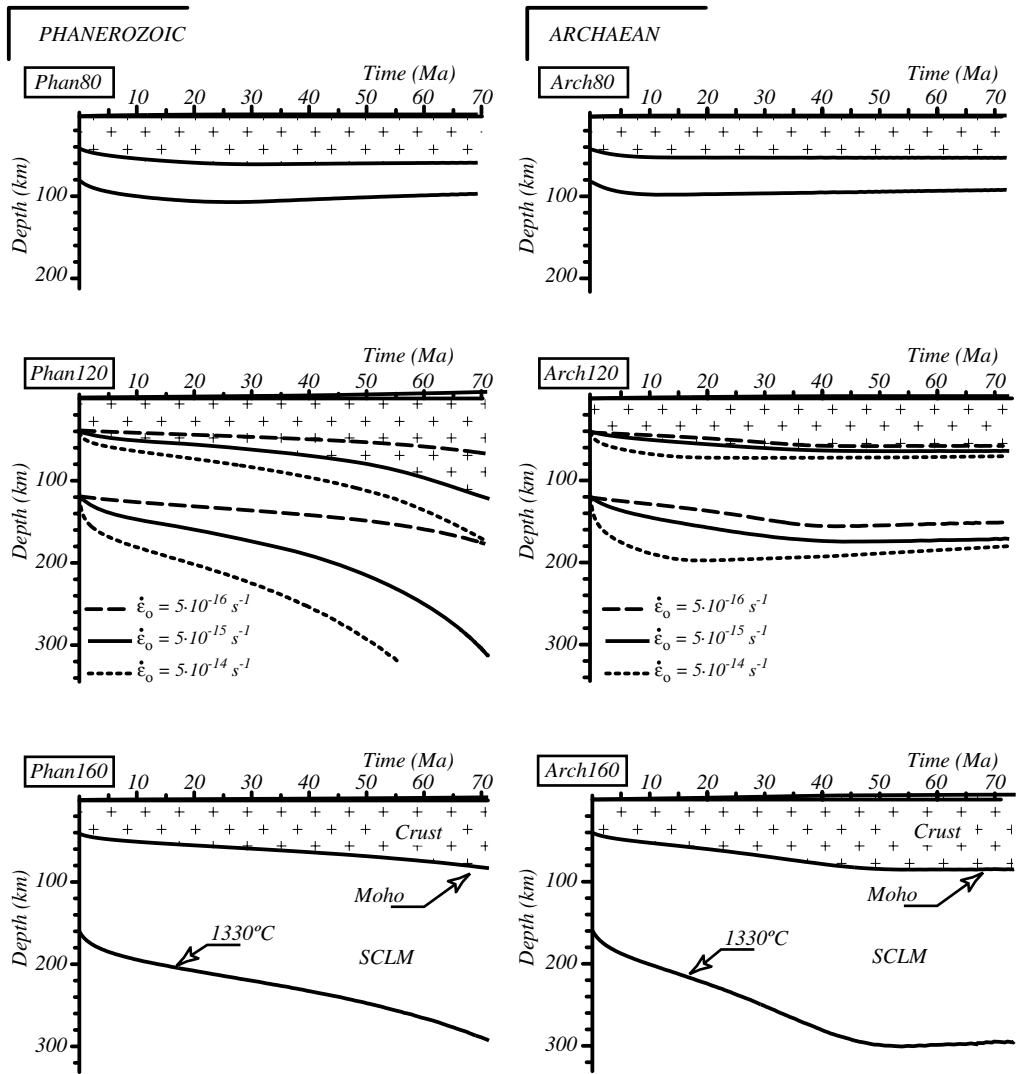 PHANEROZOIC
Phan80
Time (Ma)
10 20 30 40 50 60 70
Depth (km)
100
200
ARCHAEAN
Arch80
Time (Ma)
10 20 30 40 50 60 70
Depth (km)
100
200
Phan120
Time (Ma)
10 20 30 40 50 60 70
Depth (km)
100
200
300
ε̇o = 5·10⁻¹⁶ s⁻¹
ε̇o = 5·10⁻¹⁵ s⁻¹
ε̇o = 5·10⁻¹⁴ s⁻¹
Arch120
Time (Ma)
10 20 30 40 50 60 70
Depth (km)
100
200
300
ε̇o = 5·10⁻¹⁶ s⁻¹
ε̇o = 5·10⁻¹⁵ s⁻¹
ε̇o = 5·10⁻¹⁴ s⁻¹
Phan160
Time (Ma)
10 20 30 40 50 60 70
Depth (km)
Crust
100
Moho
1330ºC
SCLM
200
300
Arch160
Time (Ma)
10 20 30 40 50 60 70
Depth (km)
Crust
100
Moho
1330ºC
SCLM
200
300